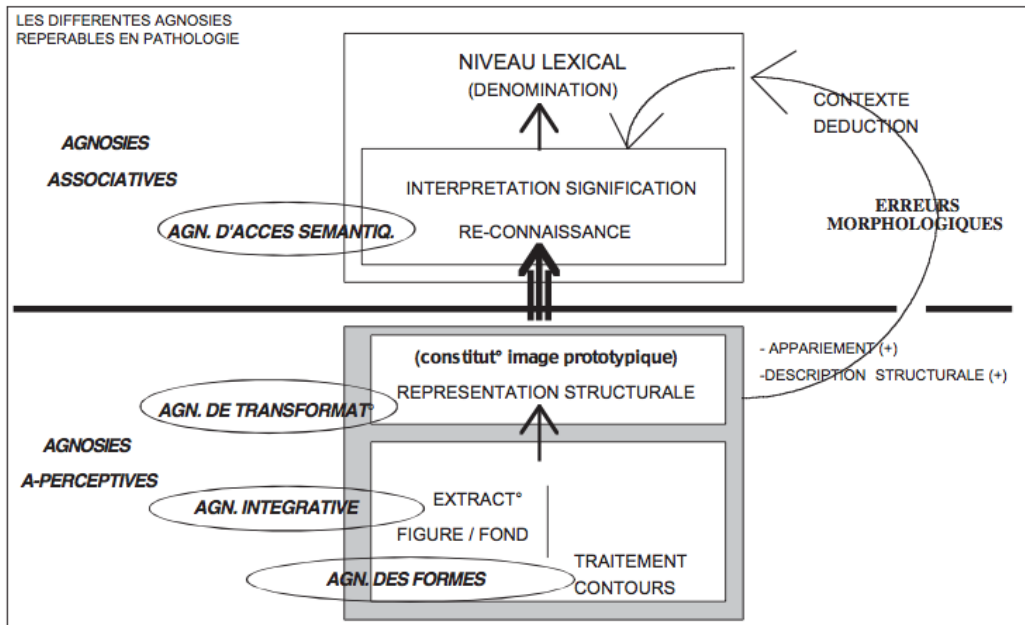 LES DIFFERENTES AGNOSIES
REPERABLES EN PATHOLOGIE
NIVEAU LEXICAL
(DENOMINATION)
CONTEXTE
DEDUCTION
AGNOSIES
ASSOCIATIVES
INTERPRETATION SIGNIFICATION
AGN. D'ACCES SEMANTIQ.
RE-CONNAISSANCE
ERREURS
MORPHOLOGIQUES
(constitut° image prototypique)
REPRESENTATION STRUCTURALE
- APPARIEMENT (+)
-DESCRIPTION STRUCTURALE (+)
AGN. DE TRANSFORMAT°
AGNOSIES
A-PERCEPTIVES
AGN. INTEGRATIVE
EXTRACT°
FIGURE / FOND
AGN. DES FORMES
TRAITEMENT
CONTOURS